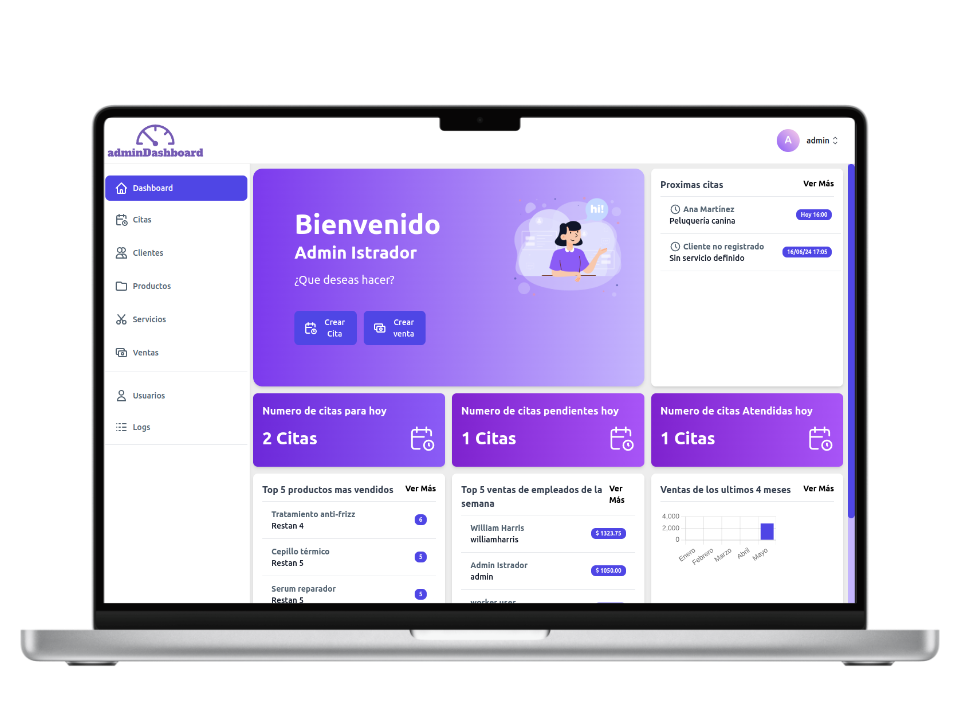 adminDashboard
A
admin
Dashboard
Citas
Clientes
Productos
Servicios
Ventas
Usuarios
Logs
Bienvenido
Admin Istrador
¿Que deseas hacer?
Crear
Cita
Crear
venta
hi!
Proximas citas
Ver Más
Ana Martínez
Peluquería canina
Hoy 16:00
Cliente no registrado
Sin servicio definido
16/06/24 17:05
Numero de citas para hoy
2 Citas
Numero de citas pendientes hoy
1 Citas
Numero de citas Atendidas hoy
1 Citas
Top 5 productos mas vendidos
Ver Más
Tratamiento anti-frizz
Restan 4
6
Cepillo térmico
Restan 5
5
Serum reparador
Restan 5
5
Top 5 ventas de empleados de la
semana
Ver
Más
William Harris
williamharris
$ 1323.75
Admin Istrador
admin
$ 1050.00
worker user
Ventas de los ultimos 4 meses
Ver Más
4,000
2,000
0
Enero
Febrero
Marzo
Abril
Mayo